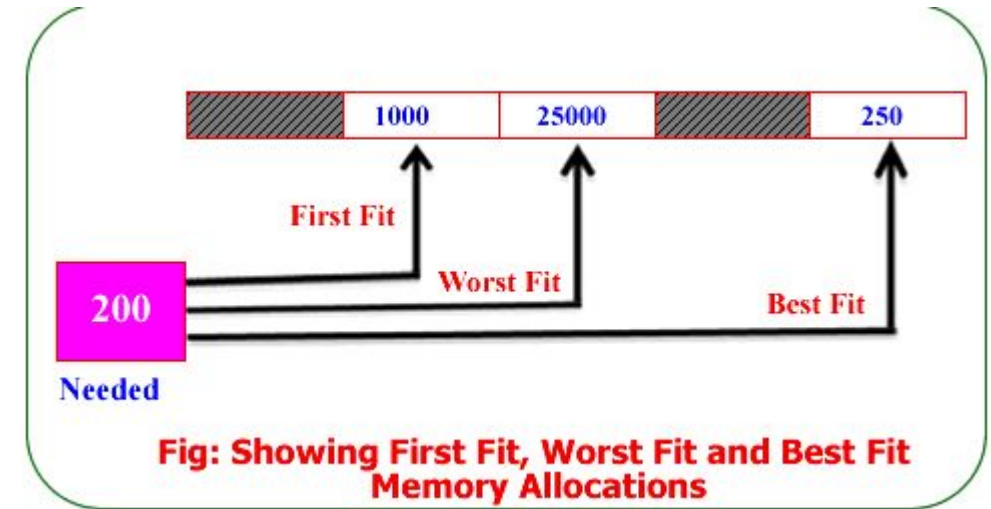 1000 25000 250
First Fit
Worst Fit
Best Fit
200
Needed
Fig: Showing First Fit, Worst Fit and Best Fit
Memory Allocations